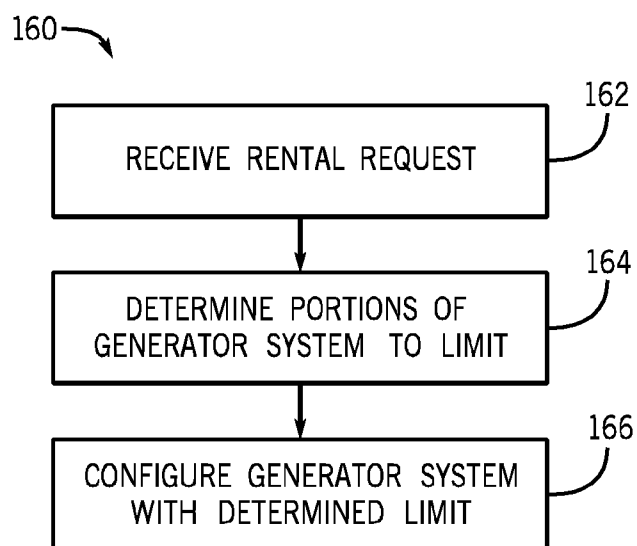 160
162
RECEIVE RENTAL REQUEST
164
DETERMINE PORTIONS OF
GENERATOR SYSTEM TO LIMIT
166
CONFIGURE GENERATOR SYSTEM
WITH DETERMINED LIMIT